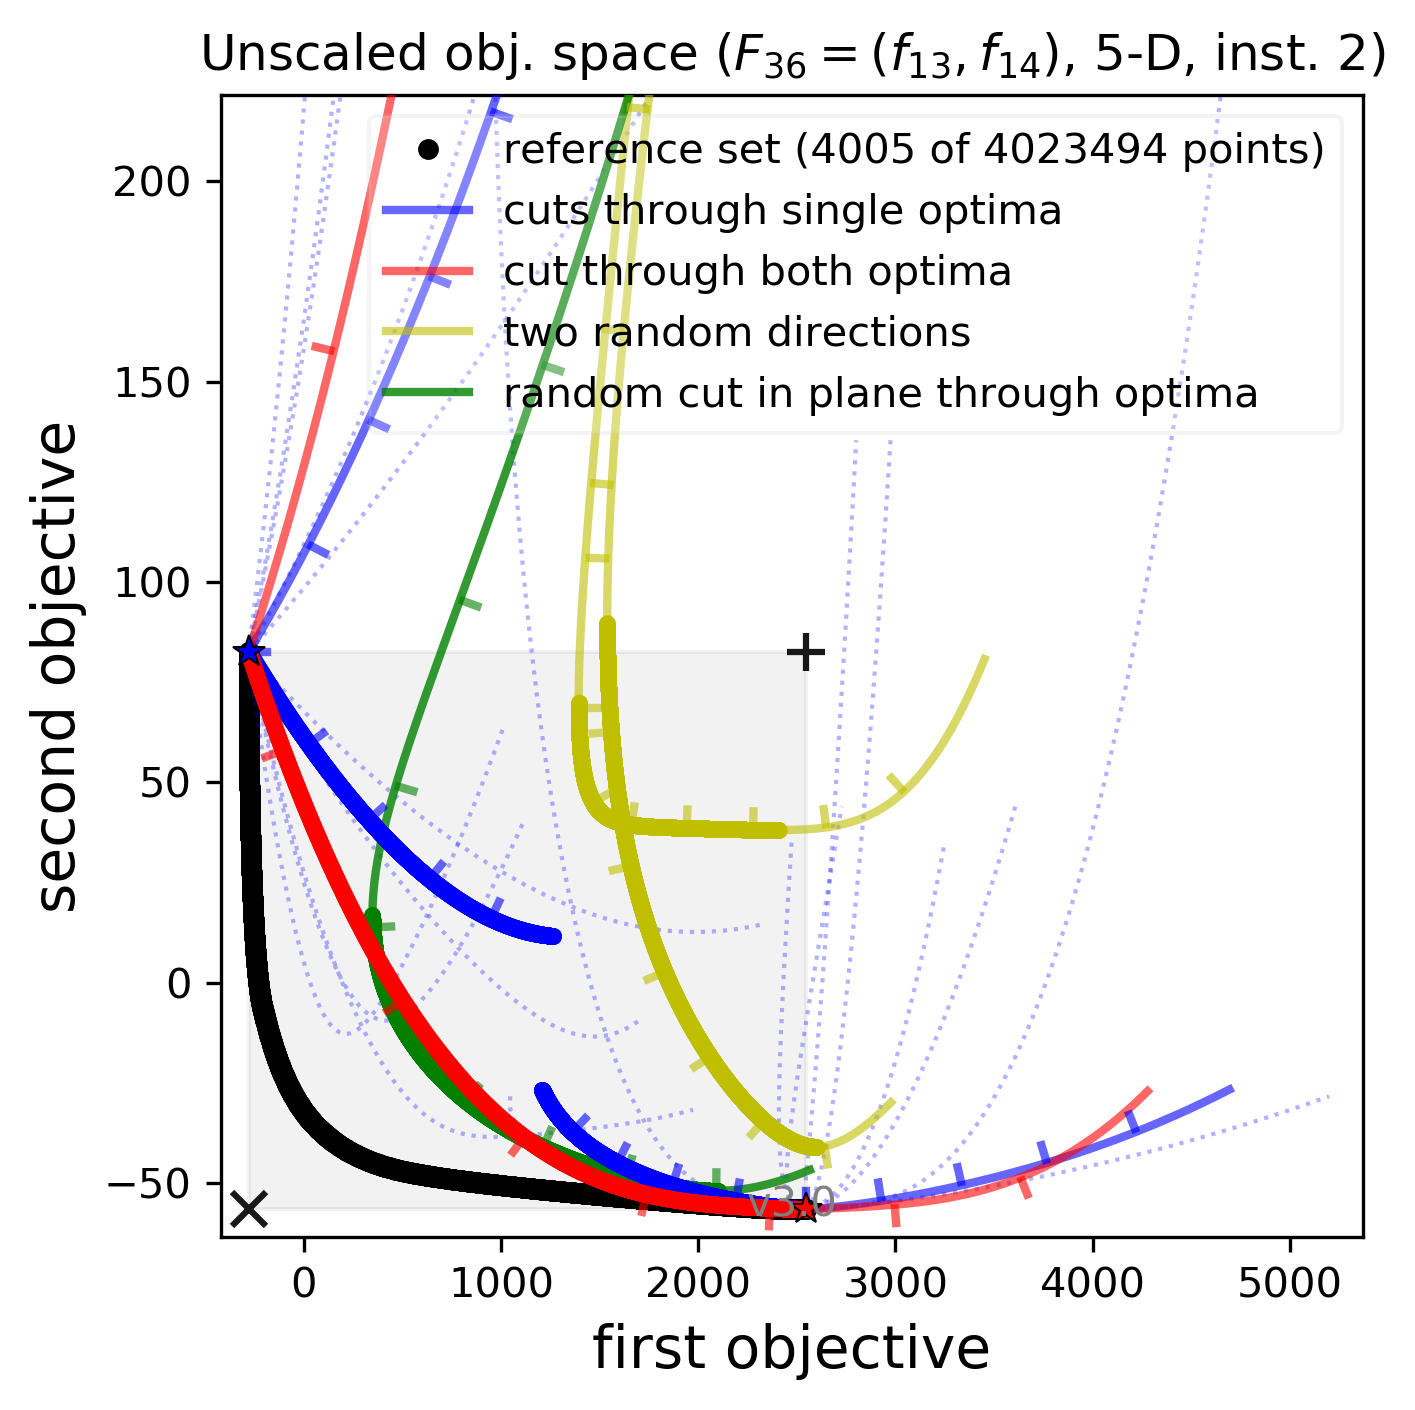 Unscaled obj. space (F₃₆ = (f₁₃, f₁₄), 5-D, inst. 2)
reference set (4005 of 4023494 points)
cuts through single optima
cut through both optima
two random directions
random cut in plane through optima
200
150
100
50
0
−50
second objective
v3.0
0 1000 2000 3000 4000 5000
first objective